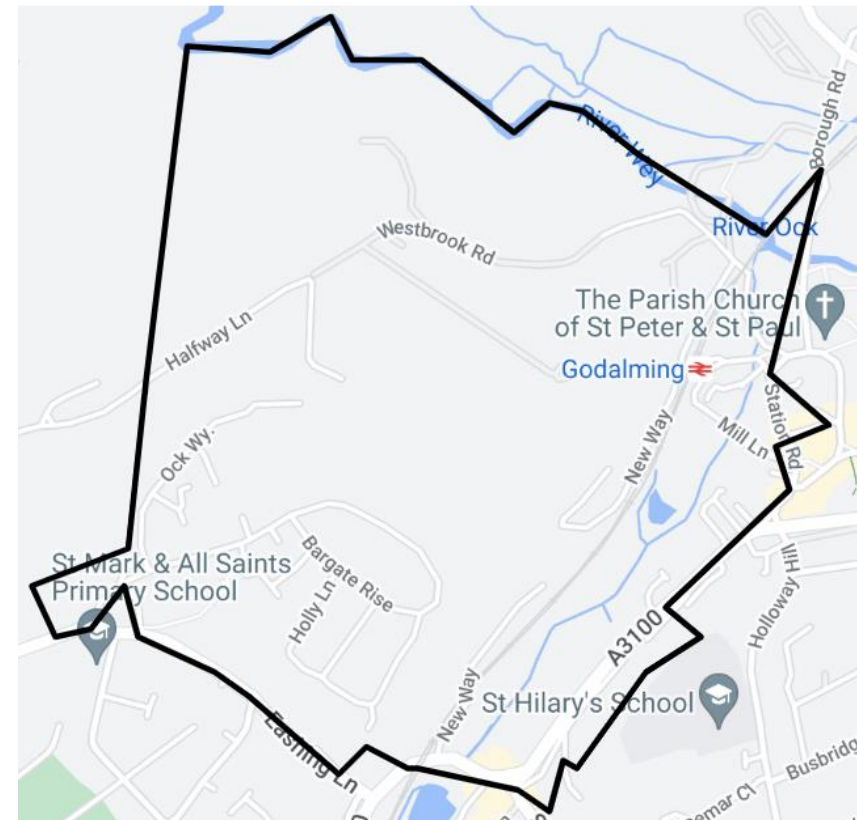 Borough Rd
River Wey
River Ock
Westbrook Rd
The Parish Church
of St Peter & St Paul
Halfway Ln
Godalming
Station Rd
Mill Ln
New Way
Ock Wy.
St Mark & All Saints
Primary School
Bargate Rise
Holly Ln
Holloway Hill
A3100
New Way
St Hilary's School
Eashing Ln
Busbridg
emar Cl